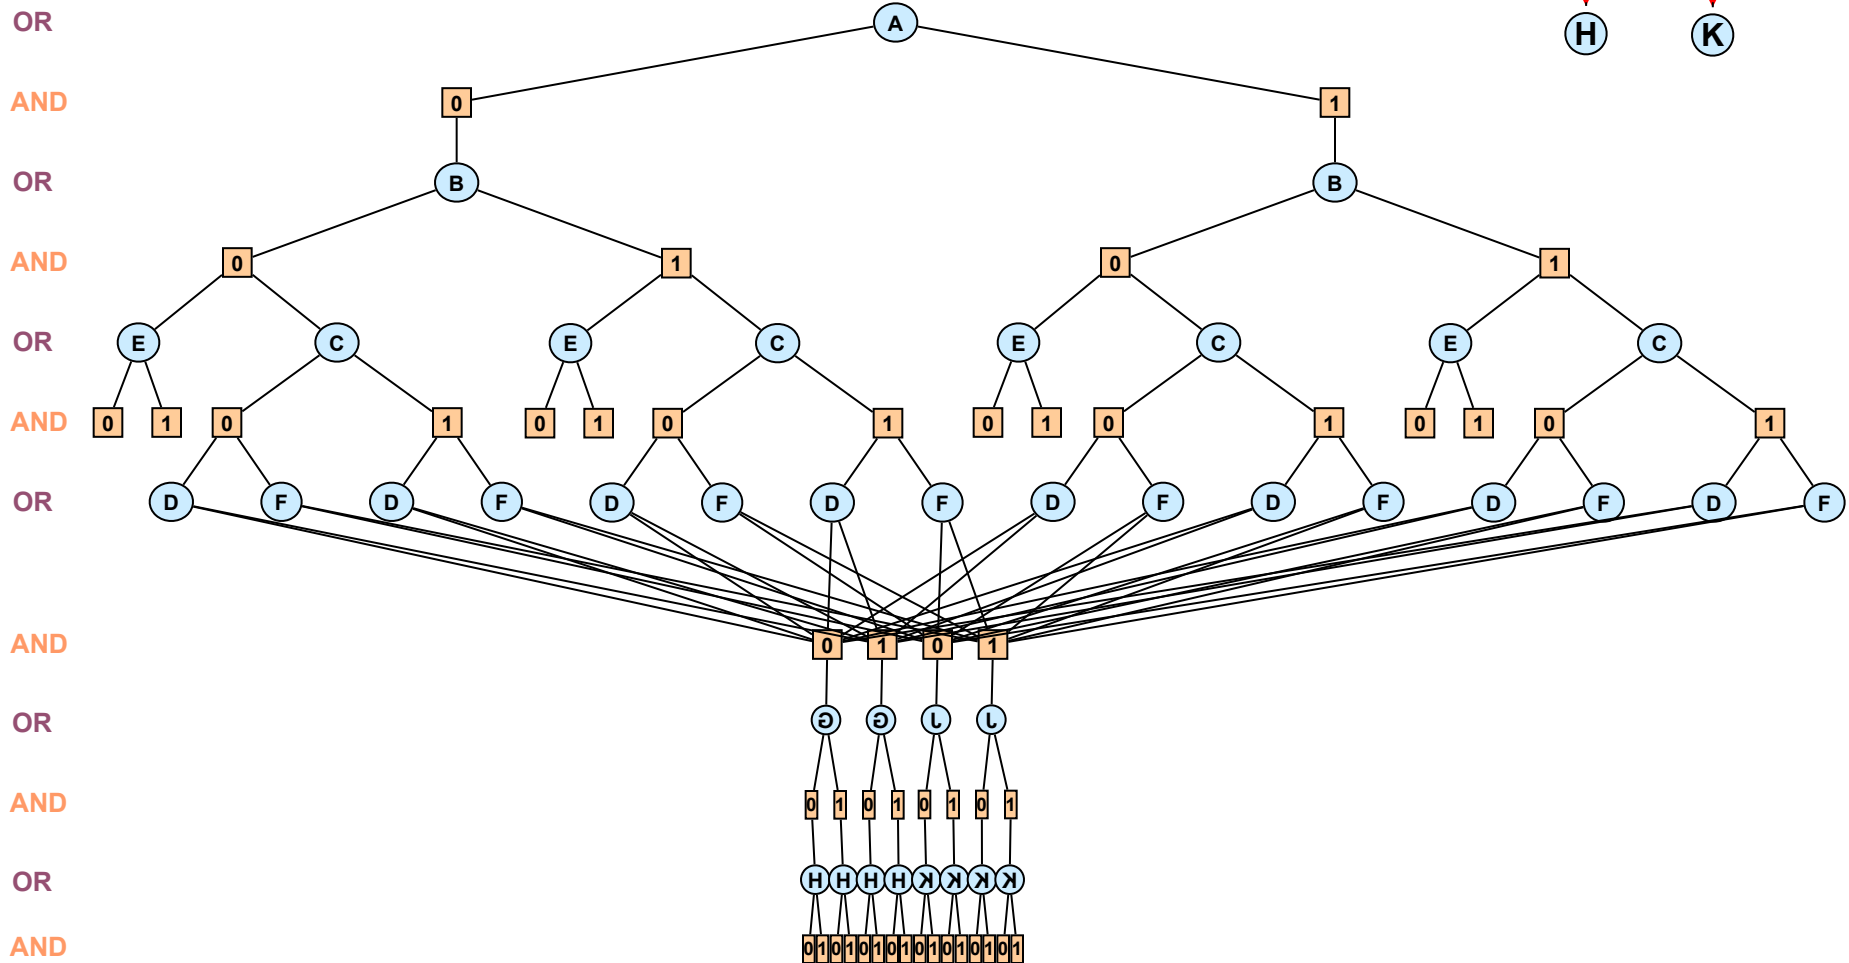 OR A H K
AND 0 1
OR B B
AND 0 1 0 1
OR E C E C E C E C
AND 0 1 0 1 0 1 0 1 0 1 0 1 0 1 0 1
OR D F D F D F D F D F D F D F D F
AND 0 1 0 1
OR G G J J
AND 0 1 0 1 0 1 0 1
OR H H H H K K K K
AND 0 1 0 1 0 1 0 1 0 1 0 1 0 1 0 1